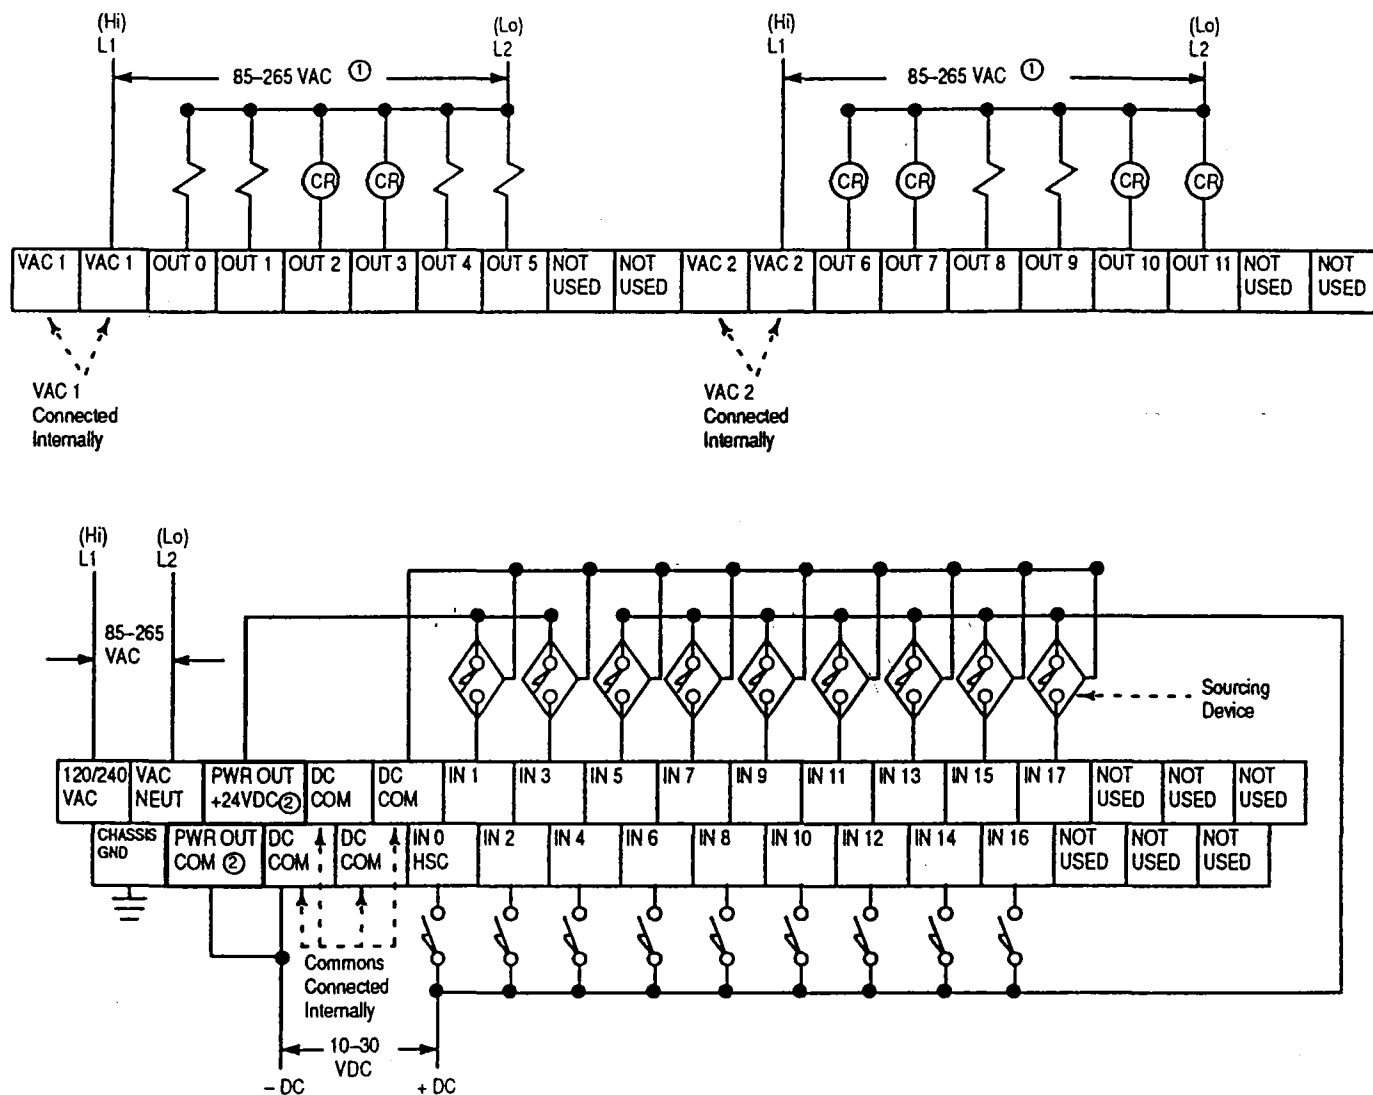 (Hi)
L1
(Lo)
L2
85–265 VAC ①
(Hi)
L1
(Lo)
L2
85–265 VAC ①
CR
CR
CR
CR
CR
CR
VAC 1
VAC 1
OUT 0
OUT 1
OUT 2
OUT 3
OUT 4
OUT 5
NOT
USED
NOT
USED
VAC 2
VAC 2
OUT 6
OUT 7
OUT 8
OUT 9
OUT 10
OUT 11
NOT
USED
NOT
USED
VAC 1
Connected
Internally
VAC 2
Connected
Internally
(Hi)
L1
(Lo)
L2
85–265
VAC
Sourcing
Device
120/240
VAC
VAC
NEUT
PWR OUT
+24VDC②
DC
COM
DC
COM
IN 1
IN 3
IN 5
IN 7
IN 9
IN 11
IN 13
IN 15
IN 17
NOT
USED
NOT
USED
NOT
USED
CHASSIS
GND
PWR OUT
COM ②
DC
COM
DC
COM
IN 0
HSC
IN 2
IN 4
IN 6
IN 8
IN 10
IN 12
IN 14
IN 16
NOT
USED
NOT
USED
NOT
USED
Commons
Connected
Internally
10–30
VDC
– DC
+ DC